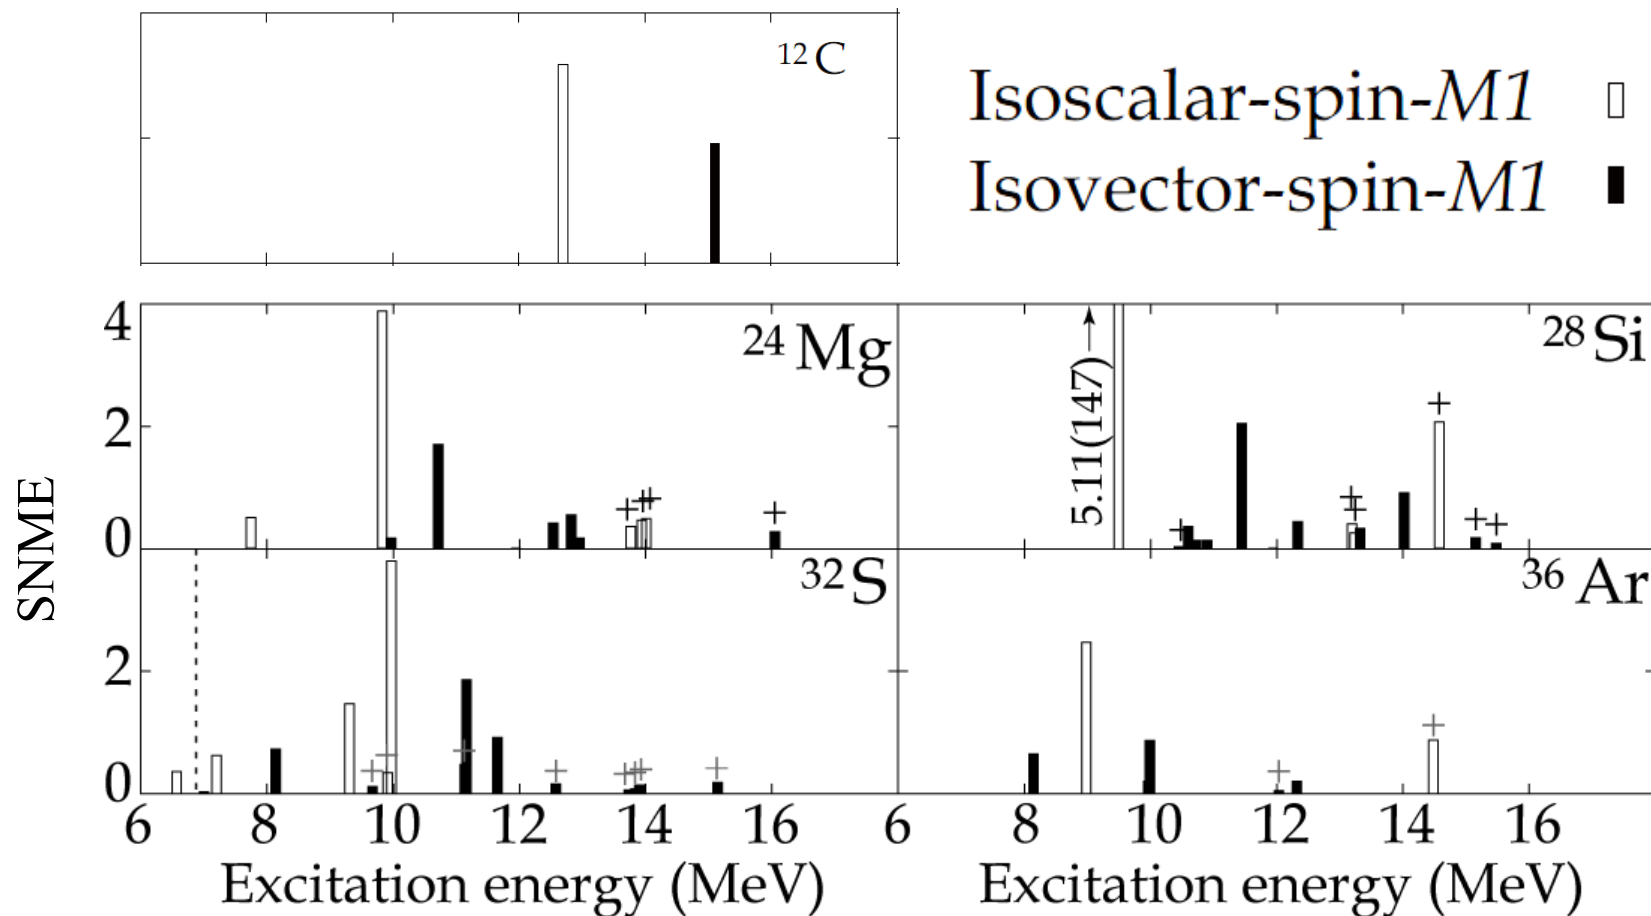 12C
Isoscalar-spin-M1
Isovector-spin-M1
4
2
0
24Mg
5.11(147)
28Si
SNME
32S
36Ar
2
0
6 8 10 12 14 16 6 8 10 12 14 16
Excitation energy (MeV) Excitation energy (MeV)